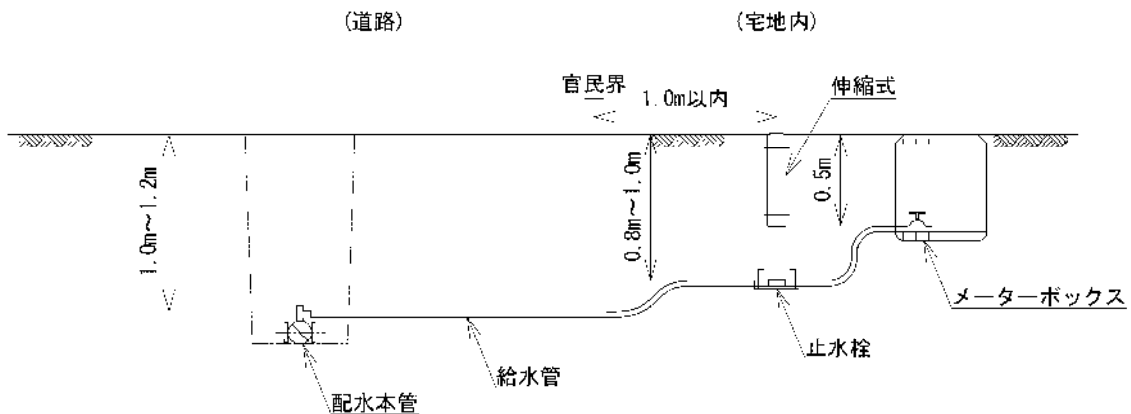 (道路)
(宅地内)
官民界
1.0m以内
伸縮式
1.0m～1.2m
0.8m～1.0m
0.5m
メーターボックス
止水栓
給水管
配水本管